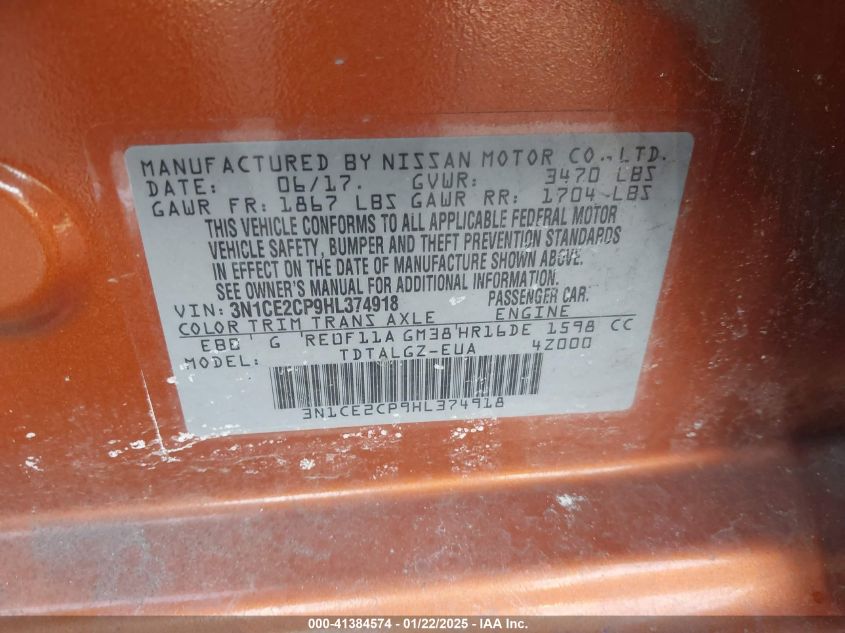 MANUFACTURED BY NISSAN MOTOR CO., LTD.
DATE: 06/17. GVWR: 3470 LBS
GAWR FR: 1867 LBS GAWR RR: 1704 LBS
THIS VEHICLE CONFORMS TO ALL APPLICABLE FEDERAL MOTOR
VEHICLE SAFETY, BUMPER AND THEFT PREVENTION STANDARDS
IN EFFECT ON THE DATE OF MANUFACTURE SHOWN ABOVE.
SEE OWNER'S MANUAL FOR ADDITIONAL INFORMATION.
VIN: 3N1CE2CP9HL374918 PASSENGER CAR.
COLOR TRIM TRANS AXLE ENGINE
EBC G RE0F11A GM38 HR16DE 1598 CC
MODEL: TDTALGZ-EUA 4Z000
3N1CE2CP9HL374918
000-41384574 - 01/22/2025 - IAA Inc.